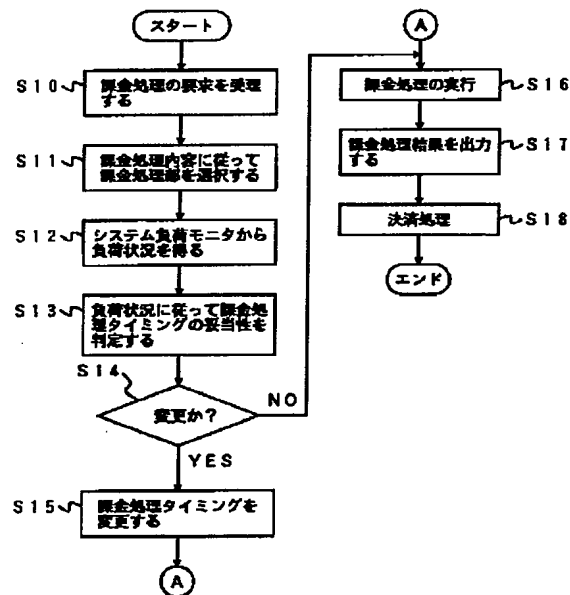 スタート
S10
課金処理の要求を受理
する
S11
課金処理内容に従って
課金処理部を選択する
S12
システム負荷モニタから
負荷状況を得る
S13
負荷状況に従って課金処
理タイミングの妥当性を
判定する
S14
変更か?
NO
YES
S15
課金処理タイミングを
変更する
A
A
課金処理の実行
S16
課金処理結果を出力
する
S17
決済処理
S18
エンド